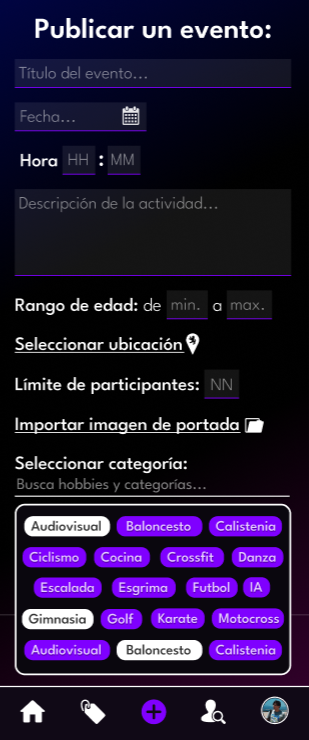 Publicar un evento:
Título del evento...
Fecha...
Hora HH : MM
Descripción de la actividad...
Rango de edad: de min. a max.
Seleccionar ubicación
Límite de participantes: NN
Importar imagen de portada
Seleccionar categoría:
Busca hobbies y categorías...
Audiovisual Baloncesto Calistenia
Ciclismo Cocina Crossfit Danza
Escalada Esgrima Futbol IA
Gimnasia Golf Karate Motocross
Audiovisual Baloncesto Calistenia